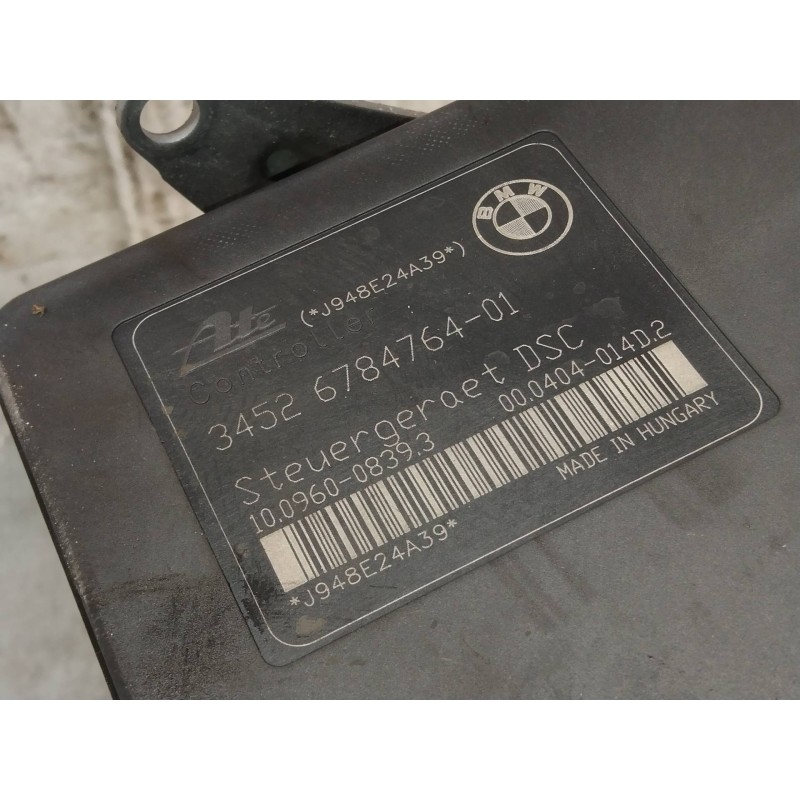 BMW
Ate
(*J948E24A39*)
Controller
3452 6784764-01
Steuergeraet DSC
10.0960-0839.3 00.0404-014D.2
MADE IN HUNGARY
*J948E24A39*